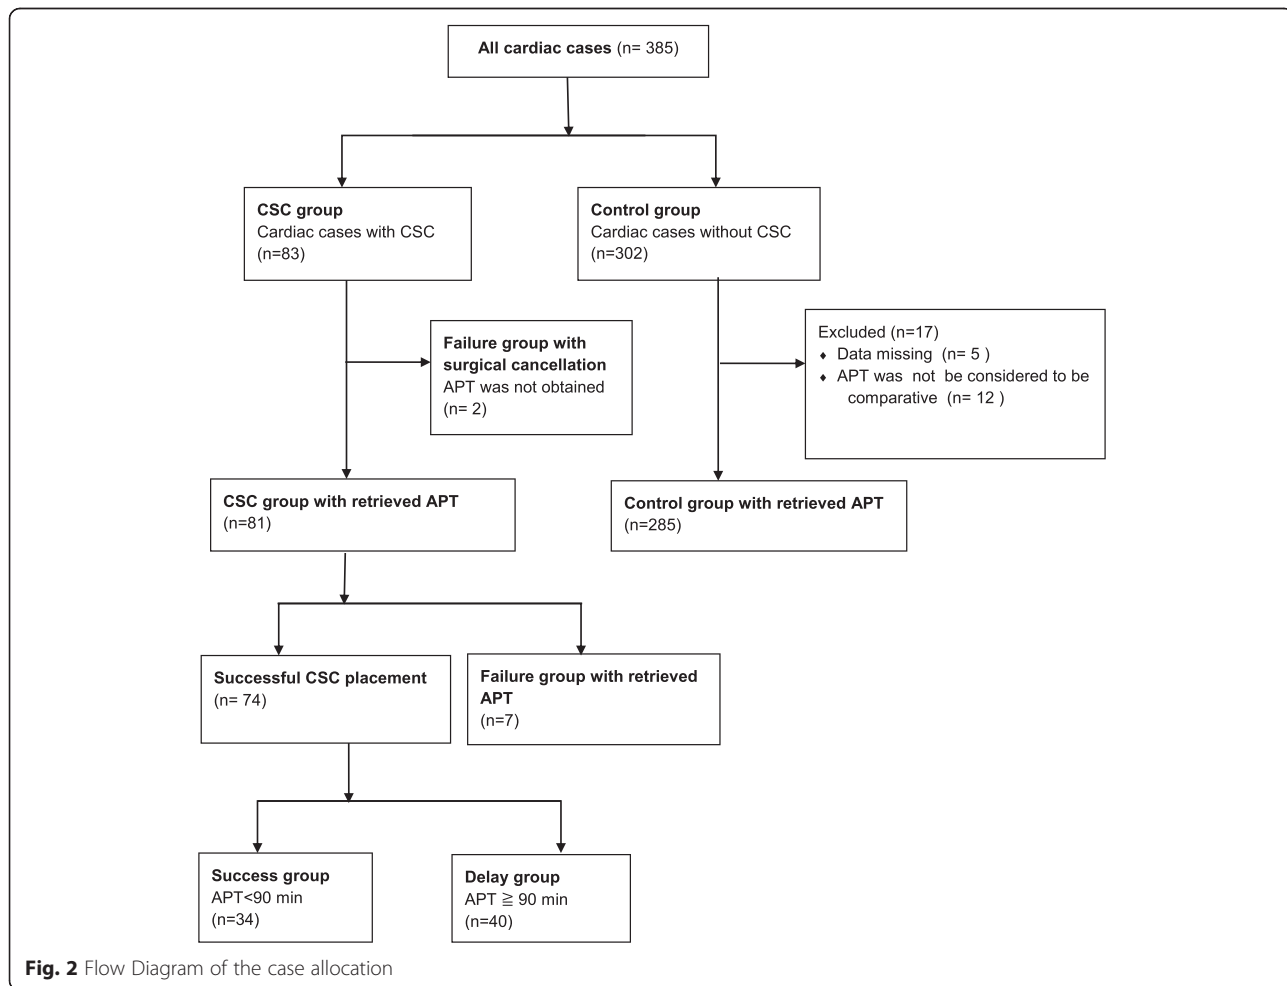 All cardiac cases (n= 385)
CSC group
Cardiac cases with CSC
(n=83)
Control group
Cardiac cases without CSC
(n=302)
Failure group with
surgical cancellation
APT was not obtained
(n= 2)
Excluded (n=17)
♦ Data missing (n= 5 )
♦ APT was not be considered to be
comparative (n= 12 )
CSC group with retrieved APT
(n=81)
Control group with retrieved APT
(n=285)
Successful CSC placement
(n= 74)
Failure group with retrieved
APT
(n=7)
Success group
APT<90 min
(n=34)
Delay group
APT ≧ 90 min
(n=40)
Fig. 2 Flow Diagram of the case allocation